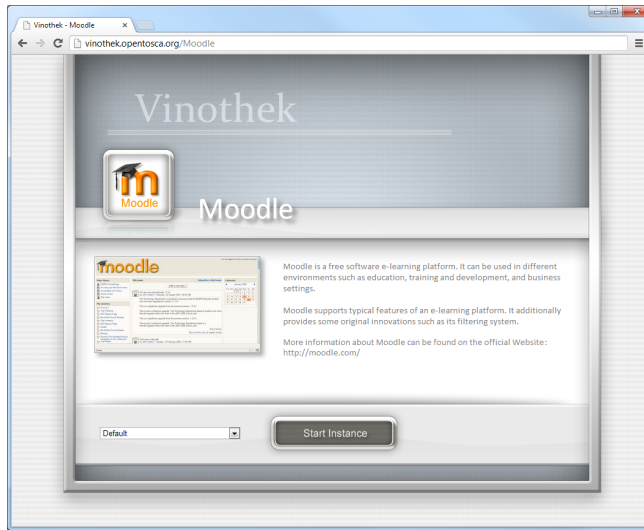 Vinothek - Moodle
vinothek.opentosca.org/Moodle
Vinothek
m
Moodle
Moodle
moodle
Moodle is a free software e-learning platform. It can be used in different
environments such as education, training and development, and business
settings.
Moodle supports typical features of an e-learning platform. It additionally
provides some original innovations such as its filtering system.
More information about Moodle can be found on the official Website:
http://moodle.com/
Default
Start Instance